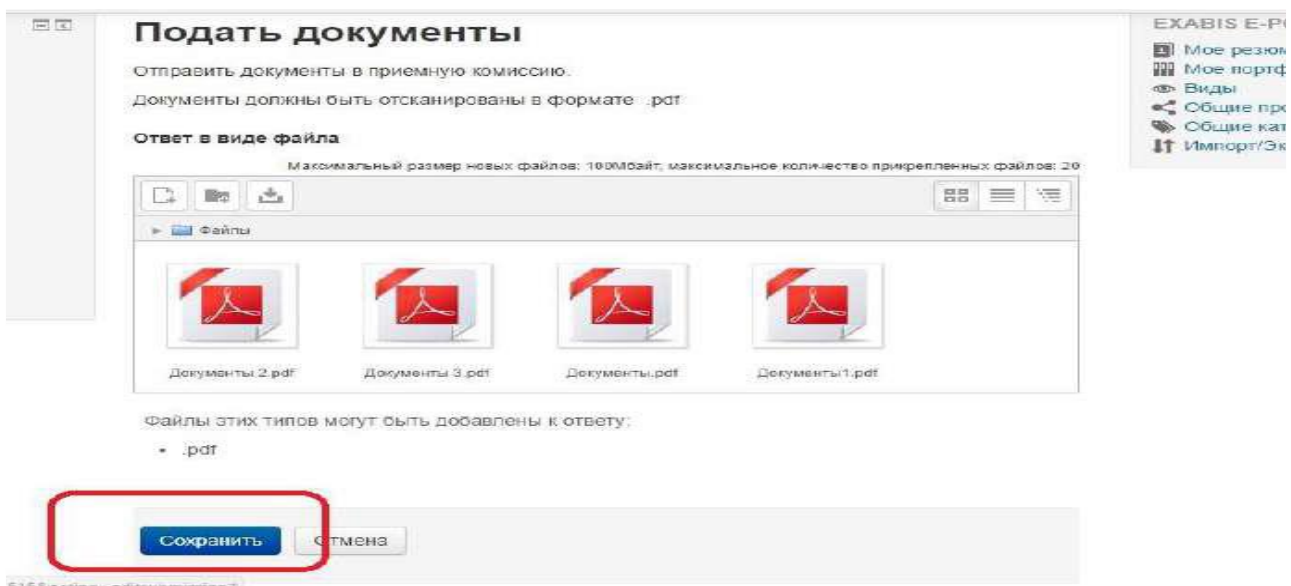 Подать документы
Отправить документы в приемную комиссию.
Документы должны быть отсканированы в формате .pdf
Ответ в виде файла
Максимальный размер новых файлов: 100Мбайт, максимальное количество прикрепленных файлов: 20
Файлы
Документы 2.pdf
Документы 3.pdf
Документы.pdf
Документы1.pdf
Файлы этих типов могут быть добавлены к ответу:
• .pdf
Сохранить
Отмена
EXABIS E-P
Мое резюм
Мое портф
Виды
Общие про
Общие кат
Импорт/Эк